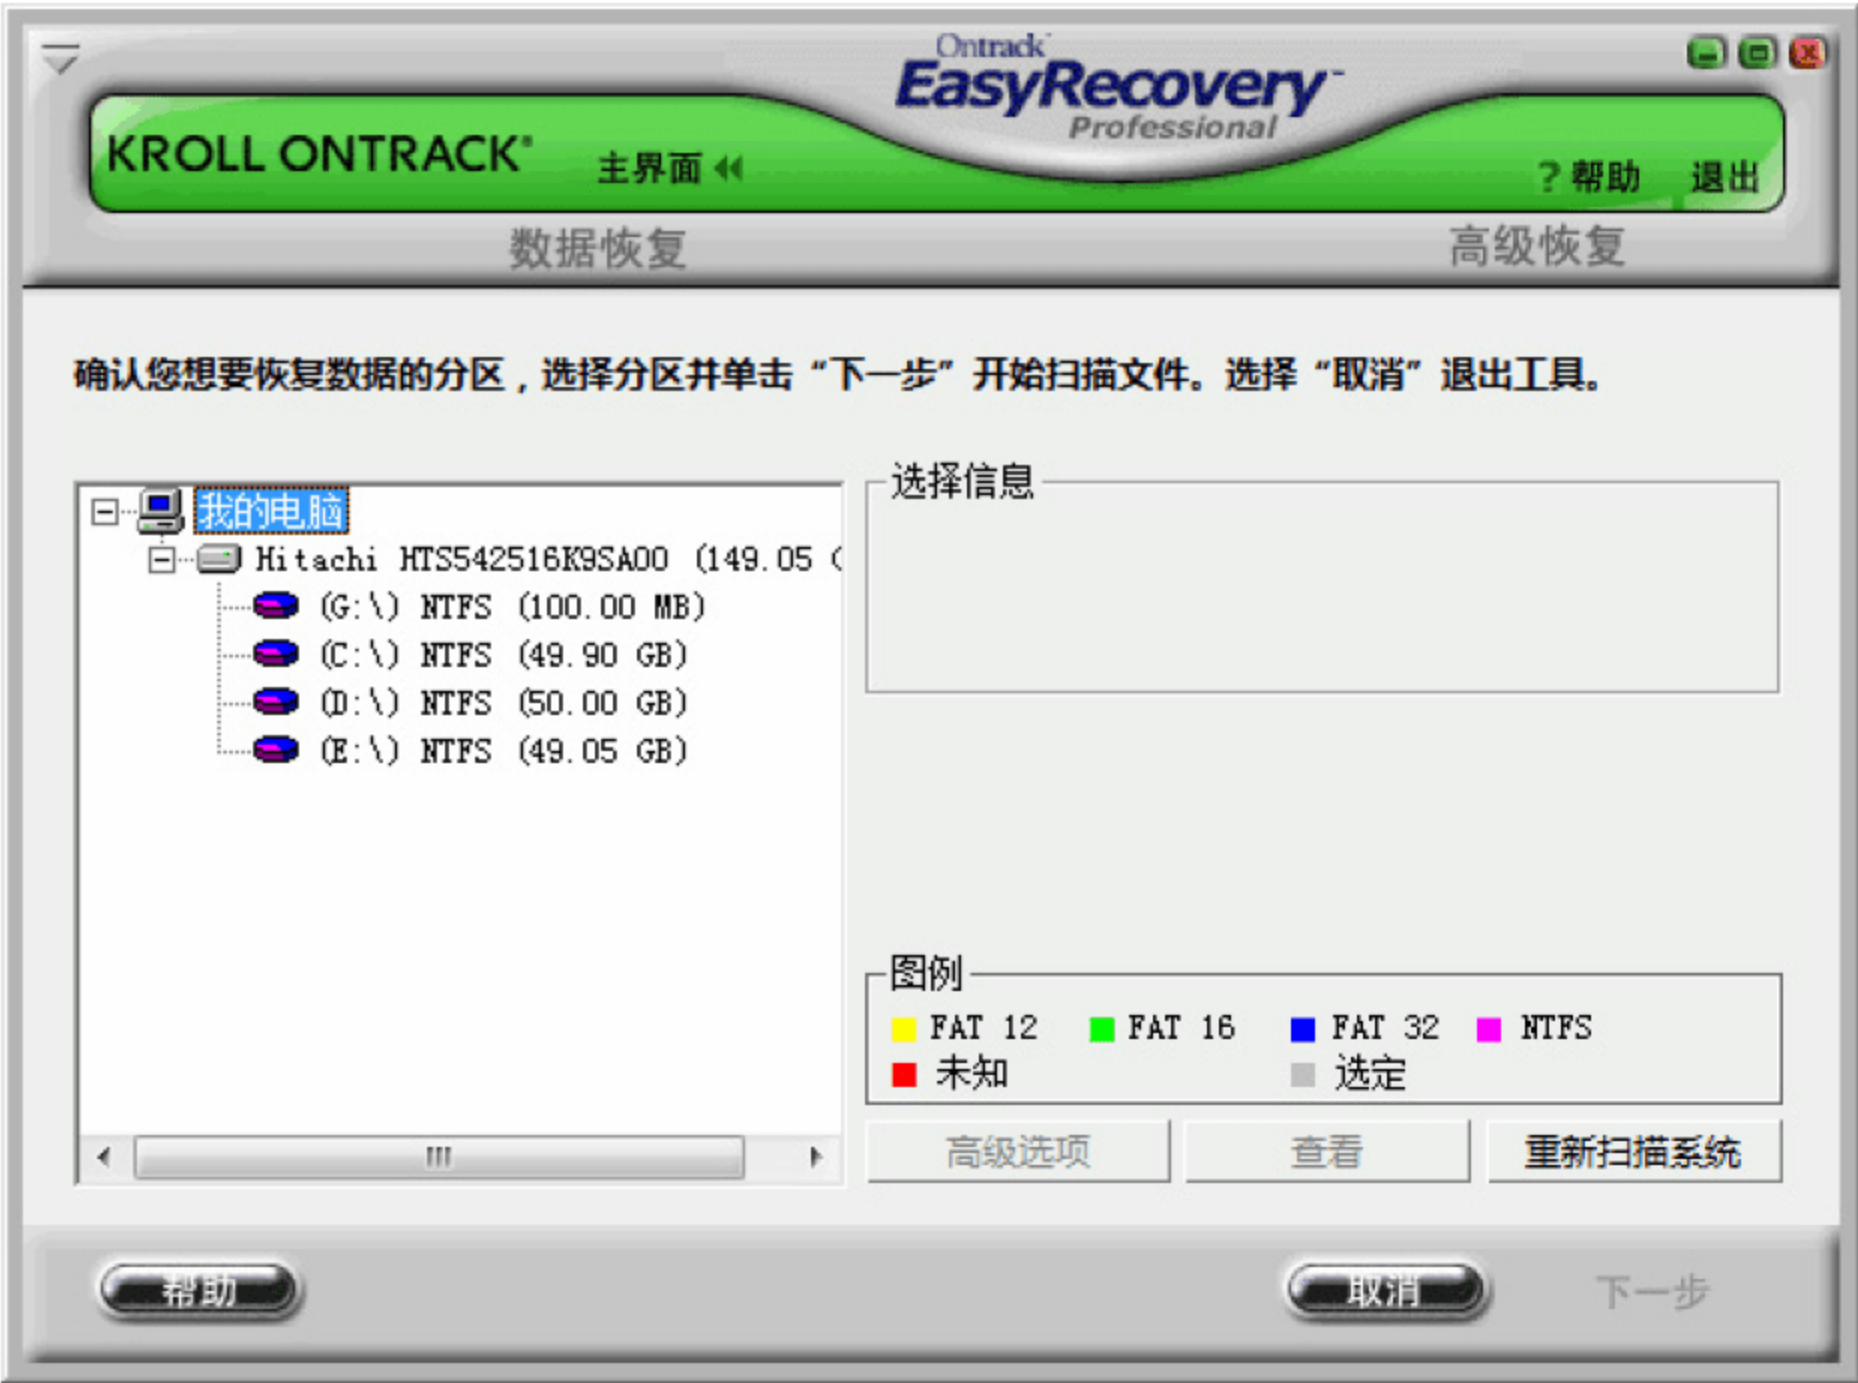 Ontrack
EasyRecovery™
Professional
KROLL ONTRACK®
主界面
? 帮助
退出
数据恢复
高级恢复
确认您想要恢复数据的分区，选择分区并单击“下一步”开始扫描文件。选择“取消”退出工具。
我的电脑
Hitachi HTS542516K9SA00 (149.05
(G:\) NTFS (100.00 MB)
(C:\) NTFS (49.90 GB)
(D:\) NTFS (50.00 GB)
(E:\) NTFS (49.05 GB)
选择信息
图例
FAT 12
FAT 16
FAT 32
NTFS
未知
选定
高级选项
查看
重新扫描系统
帮助
取消
下一步